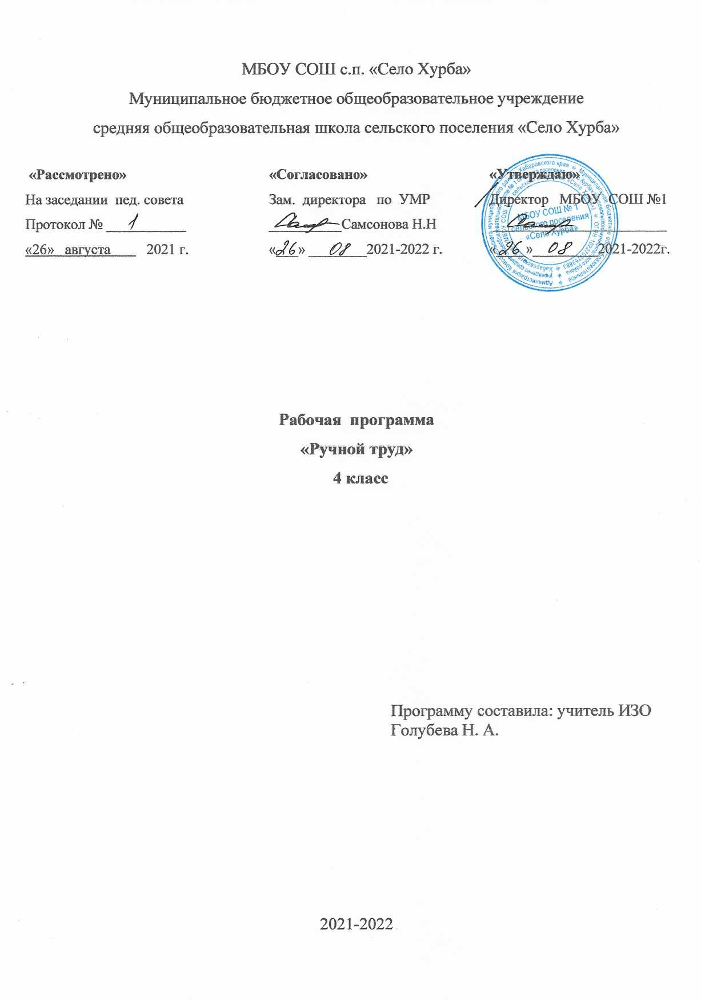 МБОУ СОШ с.п. «Село Хурба»
Муниципальное бюджетное общеобразовательное учреждение
средняя общеобразовательная школа сельского поселения «Село Хурба»
«Рассмотрено»
На заседании пед. совета
Протокол № 1
«26» августа 2021 г.
«Согласовано»
Зам. директора по УМР
Самсонова Н.Н
«26» 08 2021-2022 г.
«Утверждаю»
Директор МБОУ СОШ №1
«26» 08 2021-2022г.
МБОУ СОШ № 1
сельского поселения
«Село Хурба»
Рабочая программа
«Ручной труд»
4 класс
Программу составила: учитель ИЗО
Голубева Н. А.
2021-2022